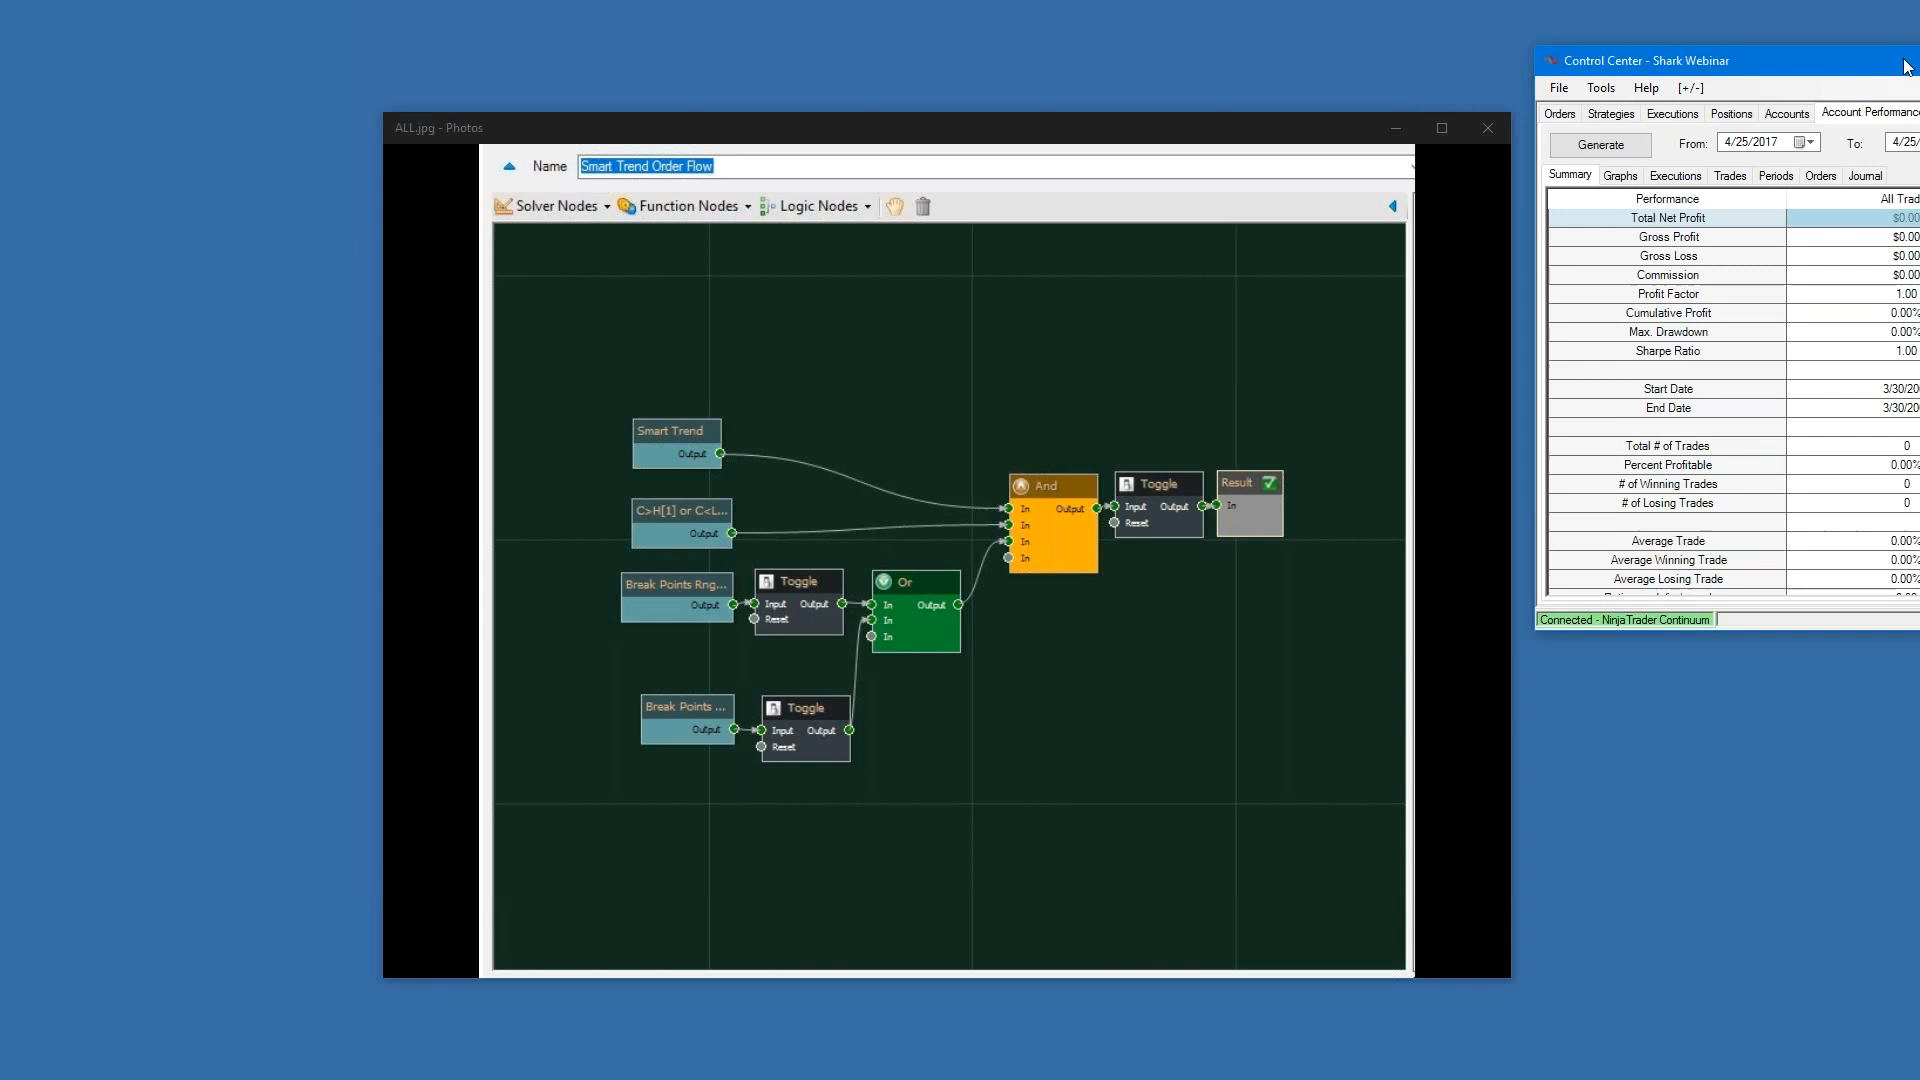 ALL.jpg - Photos
Name Smart Trend Order Flow
Solver Nodes Function Nodes Logic Nodes
Smart Trend
Output
C>H[1] or C<L...
Output
Break Points Rng...
Output
Toggle
Input Output
Reset
Or
In Output
In
In
Break Points ...
Output
Toggle
Input Output
Reset
And
In Output
In
In
In
Toggle
Input Output
Reset
Result
In
Control Center - Shark Webinar
File Tools Help [+/-]
Orders Strategies Executions Positions Accounts Account Performance
Generate From: 4/25/2017 To: 4/25/
Summary Graphs Executions Trades Periods Orders Journal
Performance All Trad
Total Net Profit $0.00
Gross Profit $0.00
Gross Loss $0.00
Commission $0.00
Profit Factor 1.00
Cumulative Profit 0.00%
Max. Drawdown 0.00%
Sharpe Ratio 1.00
Start Date 3/30/20
End Date 3/30/20
Total # of Trades 0
Percent Profitable 0.00%
# of Winning Trades 0
# of Losing Trades 0
Average Trade 0.00%
Average Winning Trade 0.00%
Average Losing Trade 0.00%
Connected - NinjaTrader Continuum